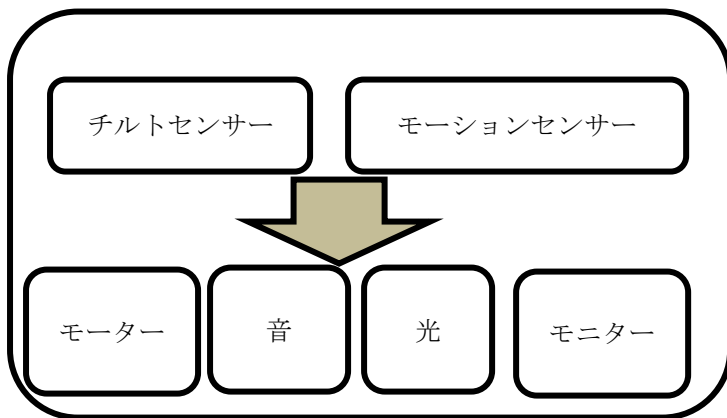 チルトセンサー
モーションセンサー
モーター
音
光
モニター